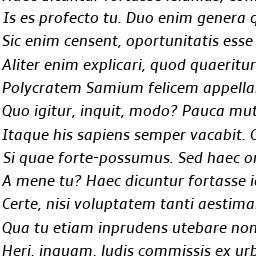 Is es profecto tu. Duo enim genera q
Sic enim censent, oportunitatis esse
Aliter enim explicari, quod quaeritur
Polycratem Samium felicem appella
Quo igitur, inquit, modo? Pauca mut
Itaque his sapiens semper vacabit.
Si quae forte-possumus. Sed haec
A mene tu? Haec dicuntur fortasse
Certe, nisi voluptatem tanti aestima
Qua tu etiam inprudens utebare non
Heri, inquam, ludis commissis ex urb